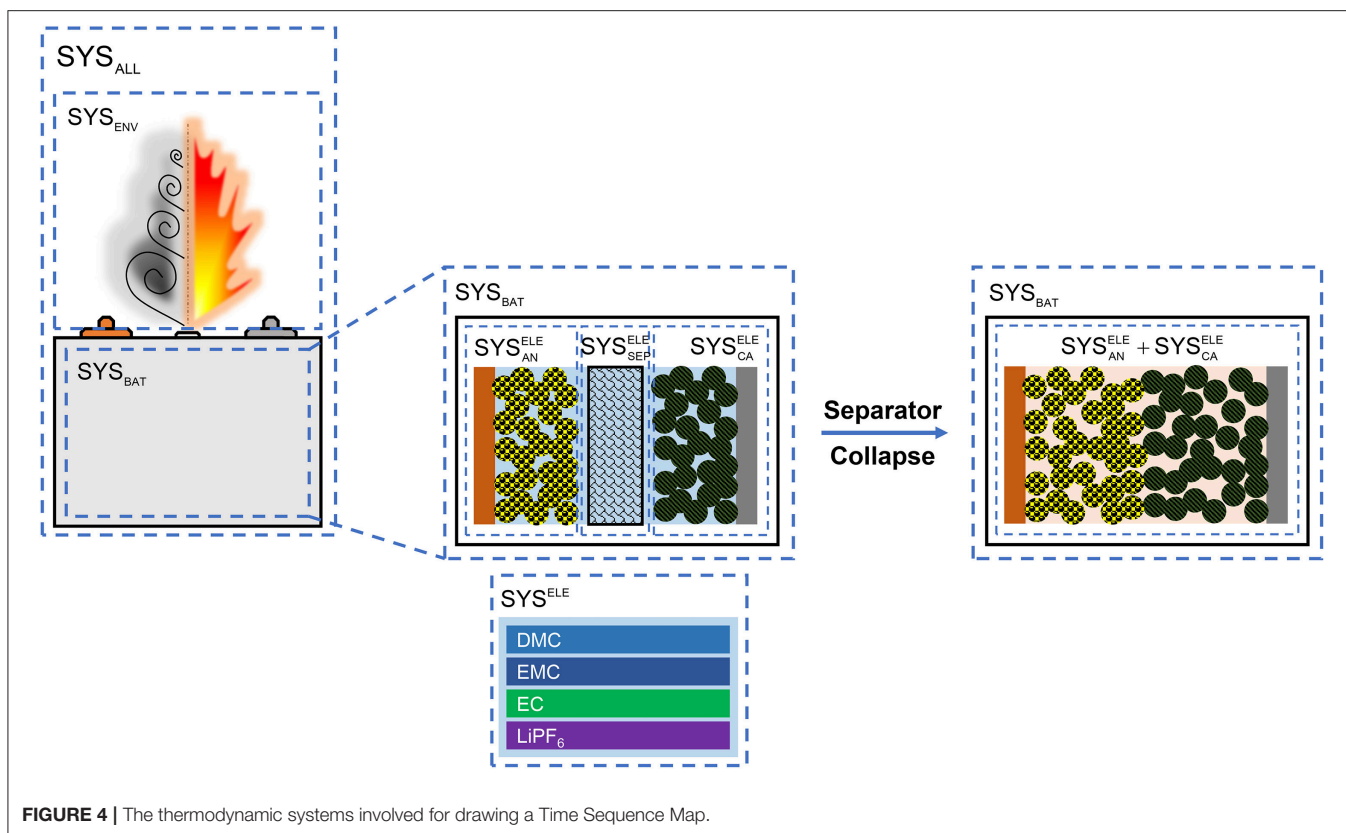 SYS_ALL
SYS_ENV
SYS_BAT
SYS_BAT
SYS_AN^ELE
SYS_SEP^ELE
SYS_CA^ELE
Separator
Collapse
SYS_BAT
SYS_AN^ELE + SYS_CA^ELE
SYS^ELE
DMC
EMC
EC
LiPF₆
FIGURE 4 | The thermodynamic systems involved for drawing a Time Sequence Map.